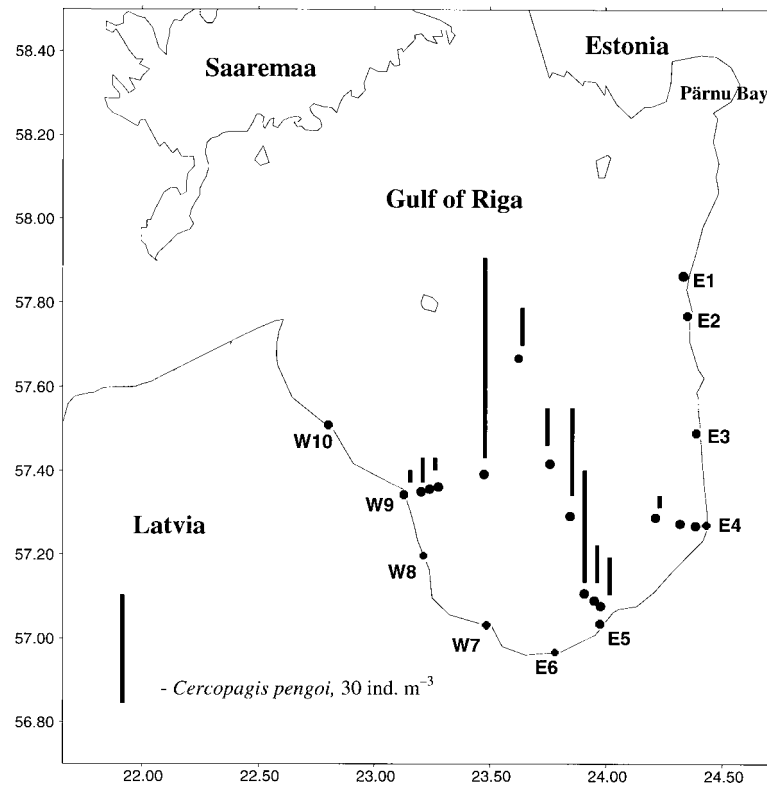 58.40
58.20
58.00
57.80
57.60
57.40
57.20
57.00
56.80
Saaremaa
Estonia
Pärnu Bay
Gulf of Riga
E1
E2
W10
E3
W9
Latvia
E4
W8
W7
E5
E6
- Cercopagis pengoi, 30 ind. m⁻³
22.00 22.50 23.00 23.50 24.00 24.50